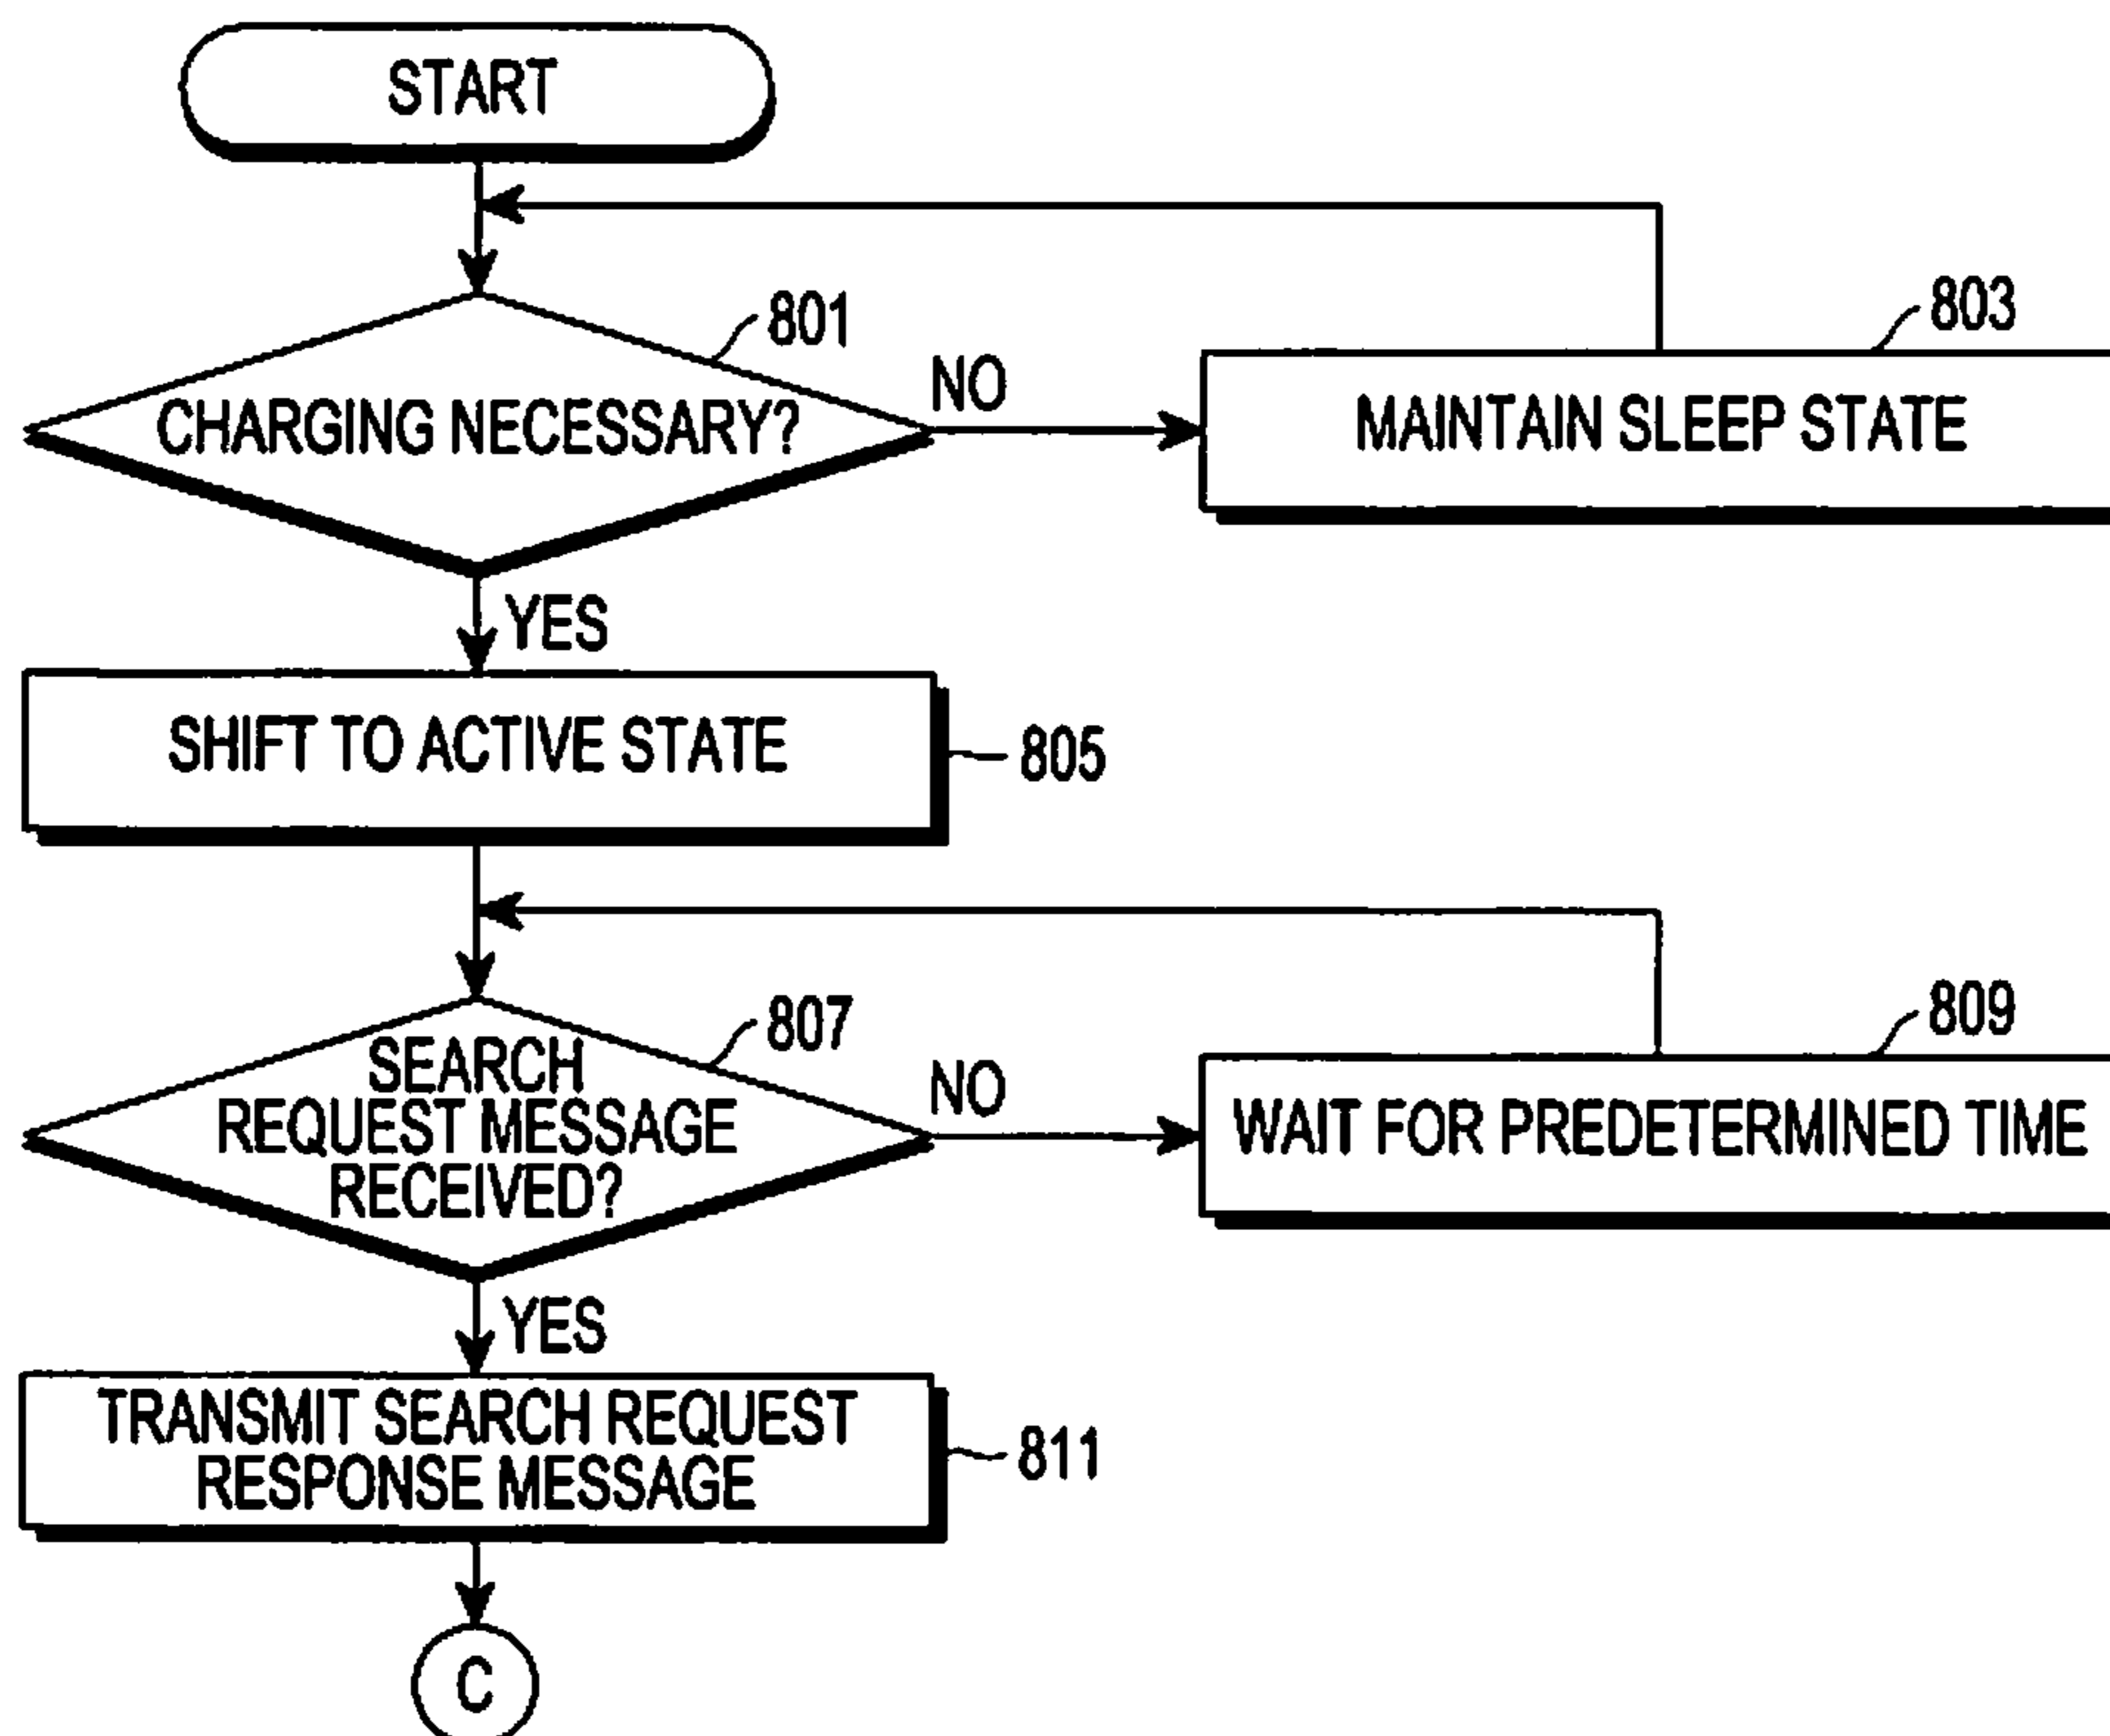 START
801
CHARGING NECESSARY?
NO
803
MAINTAIN SLEEP STATE
YES
SHIFT TO ACTIVE STATE
805
807
SEARCH
REQUEST MESSAGE
RECEIVED?
NO
809
WAIT FOR PREDETERMINED TIME
YES
TRANSMIT SEARCH REQUEST
RESPONSE MESSAGE
811
C